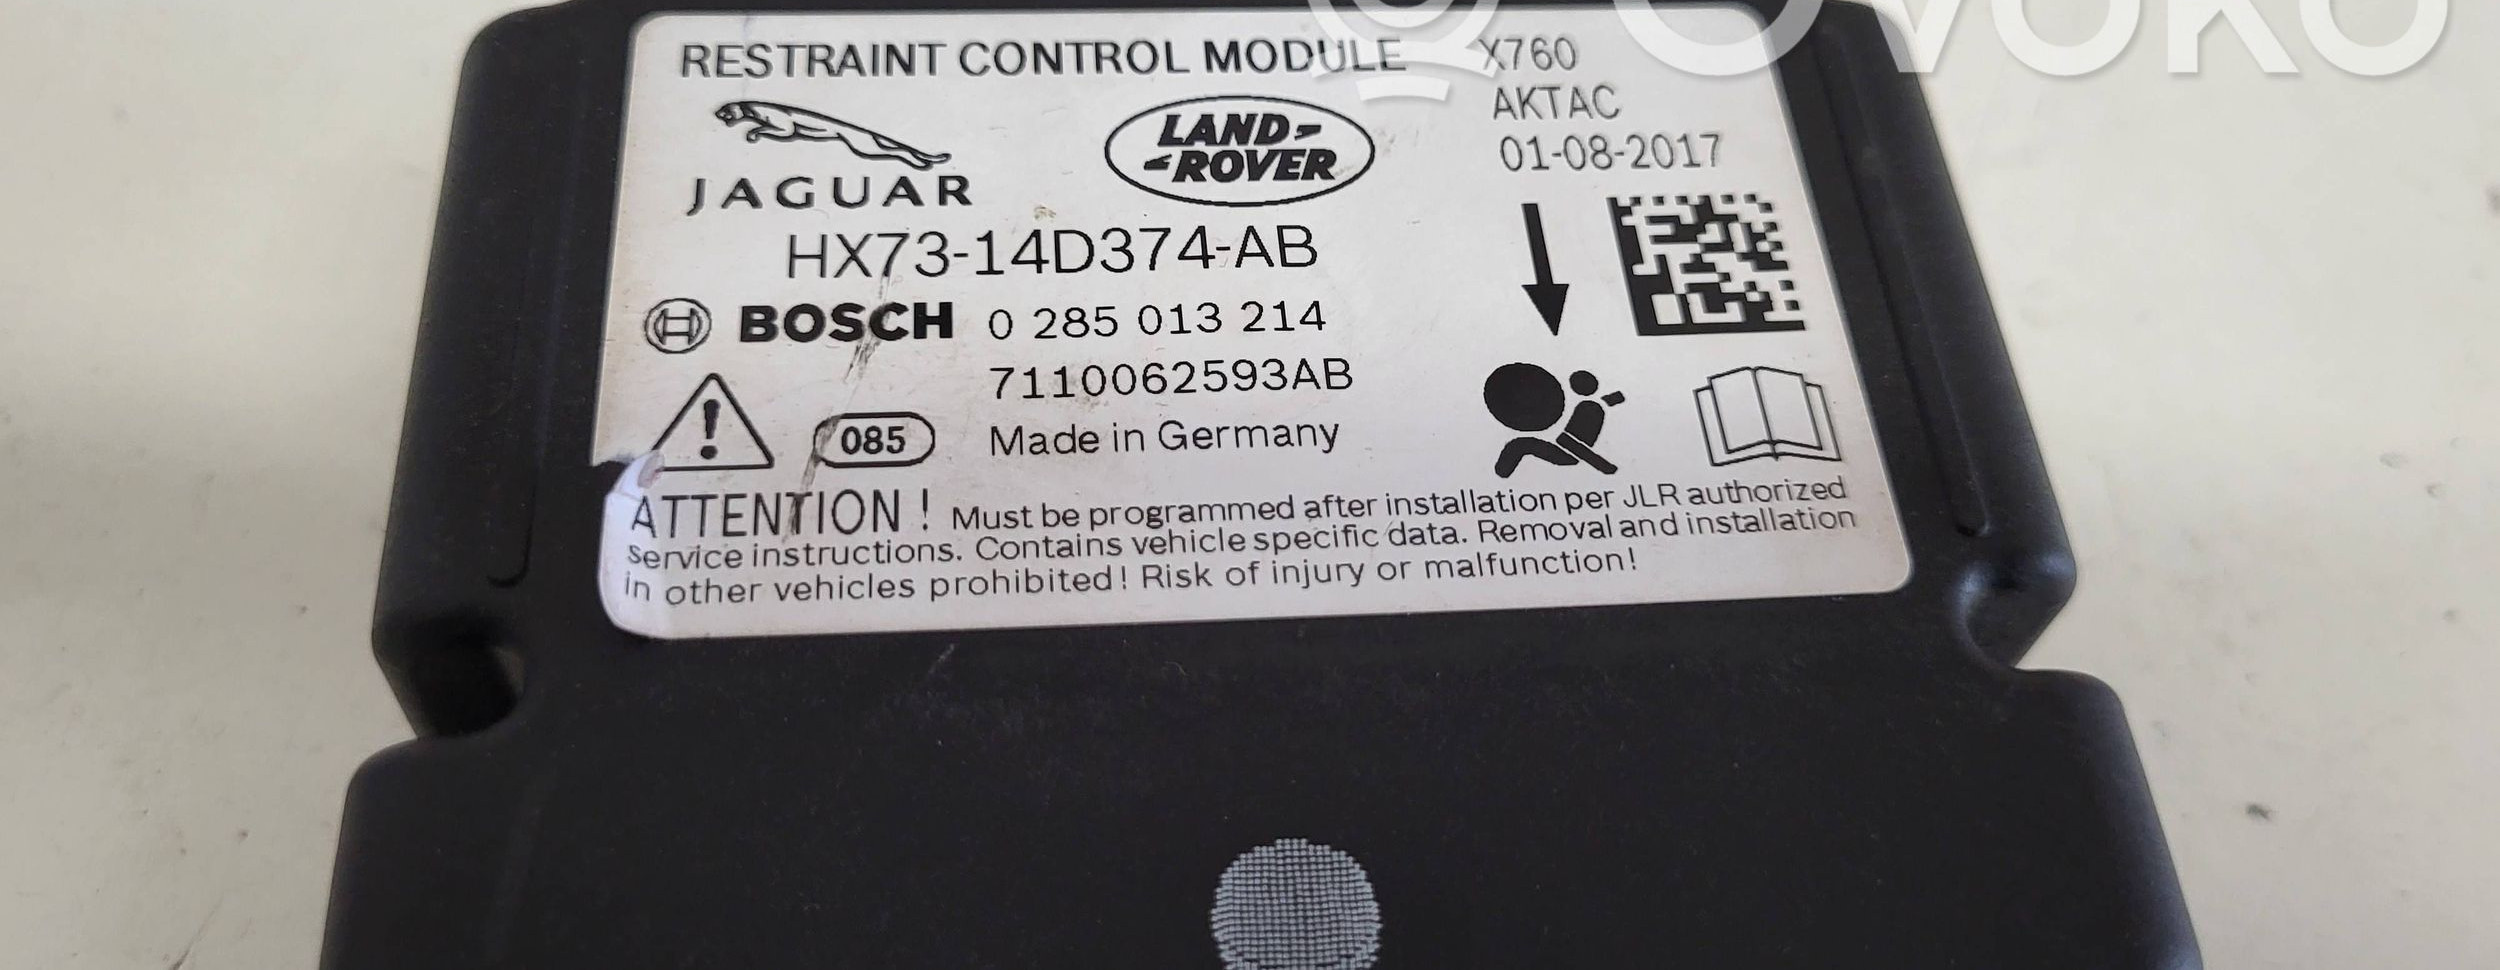 OVOKO
RESTRAINT CONTROL MODULE X760
AKTAC
01-08-2017
JAGUAR
LAND-
ROVER
HX73-14D374-AB
BOSCH 0 285 013 214
7110062593AB
085 Made in Germany
ATTENTION! Must be programmed after installation per JLR authorized
service instructions. Contains vehicle specific data. Removal and installation
in other vehicles prohibited! Risk of injury or malfunction!